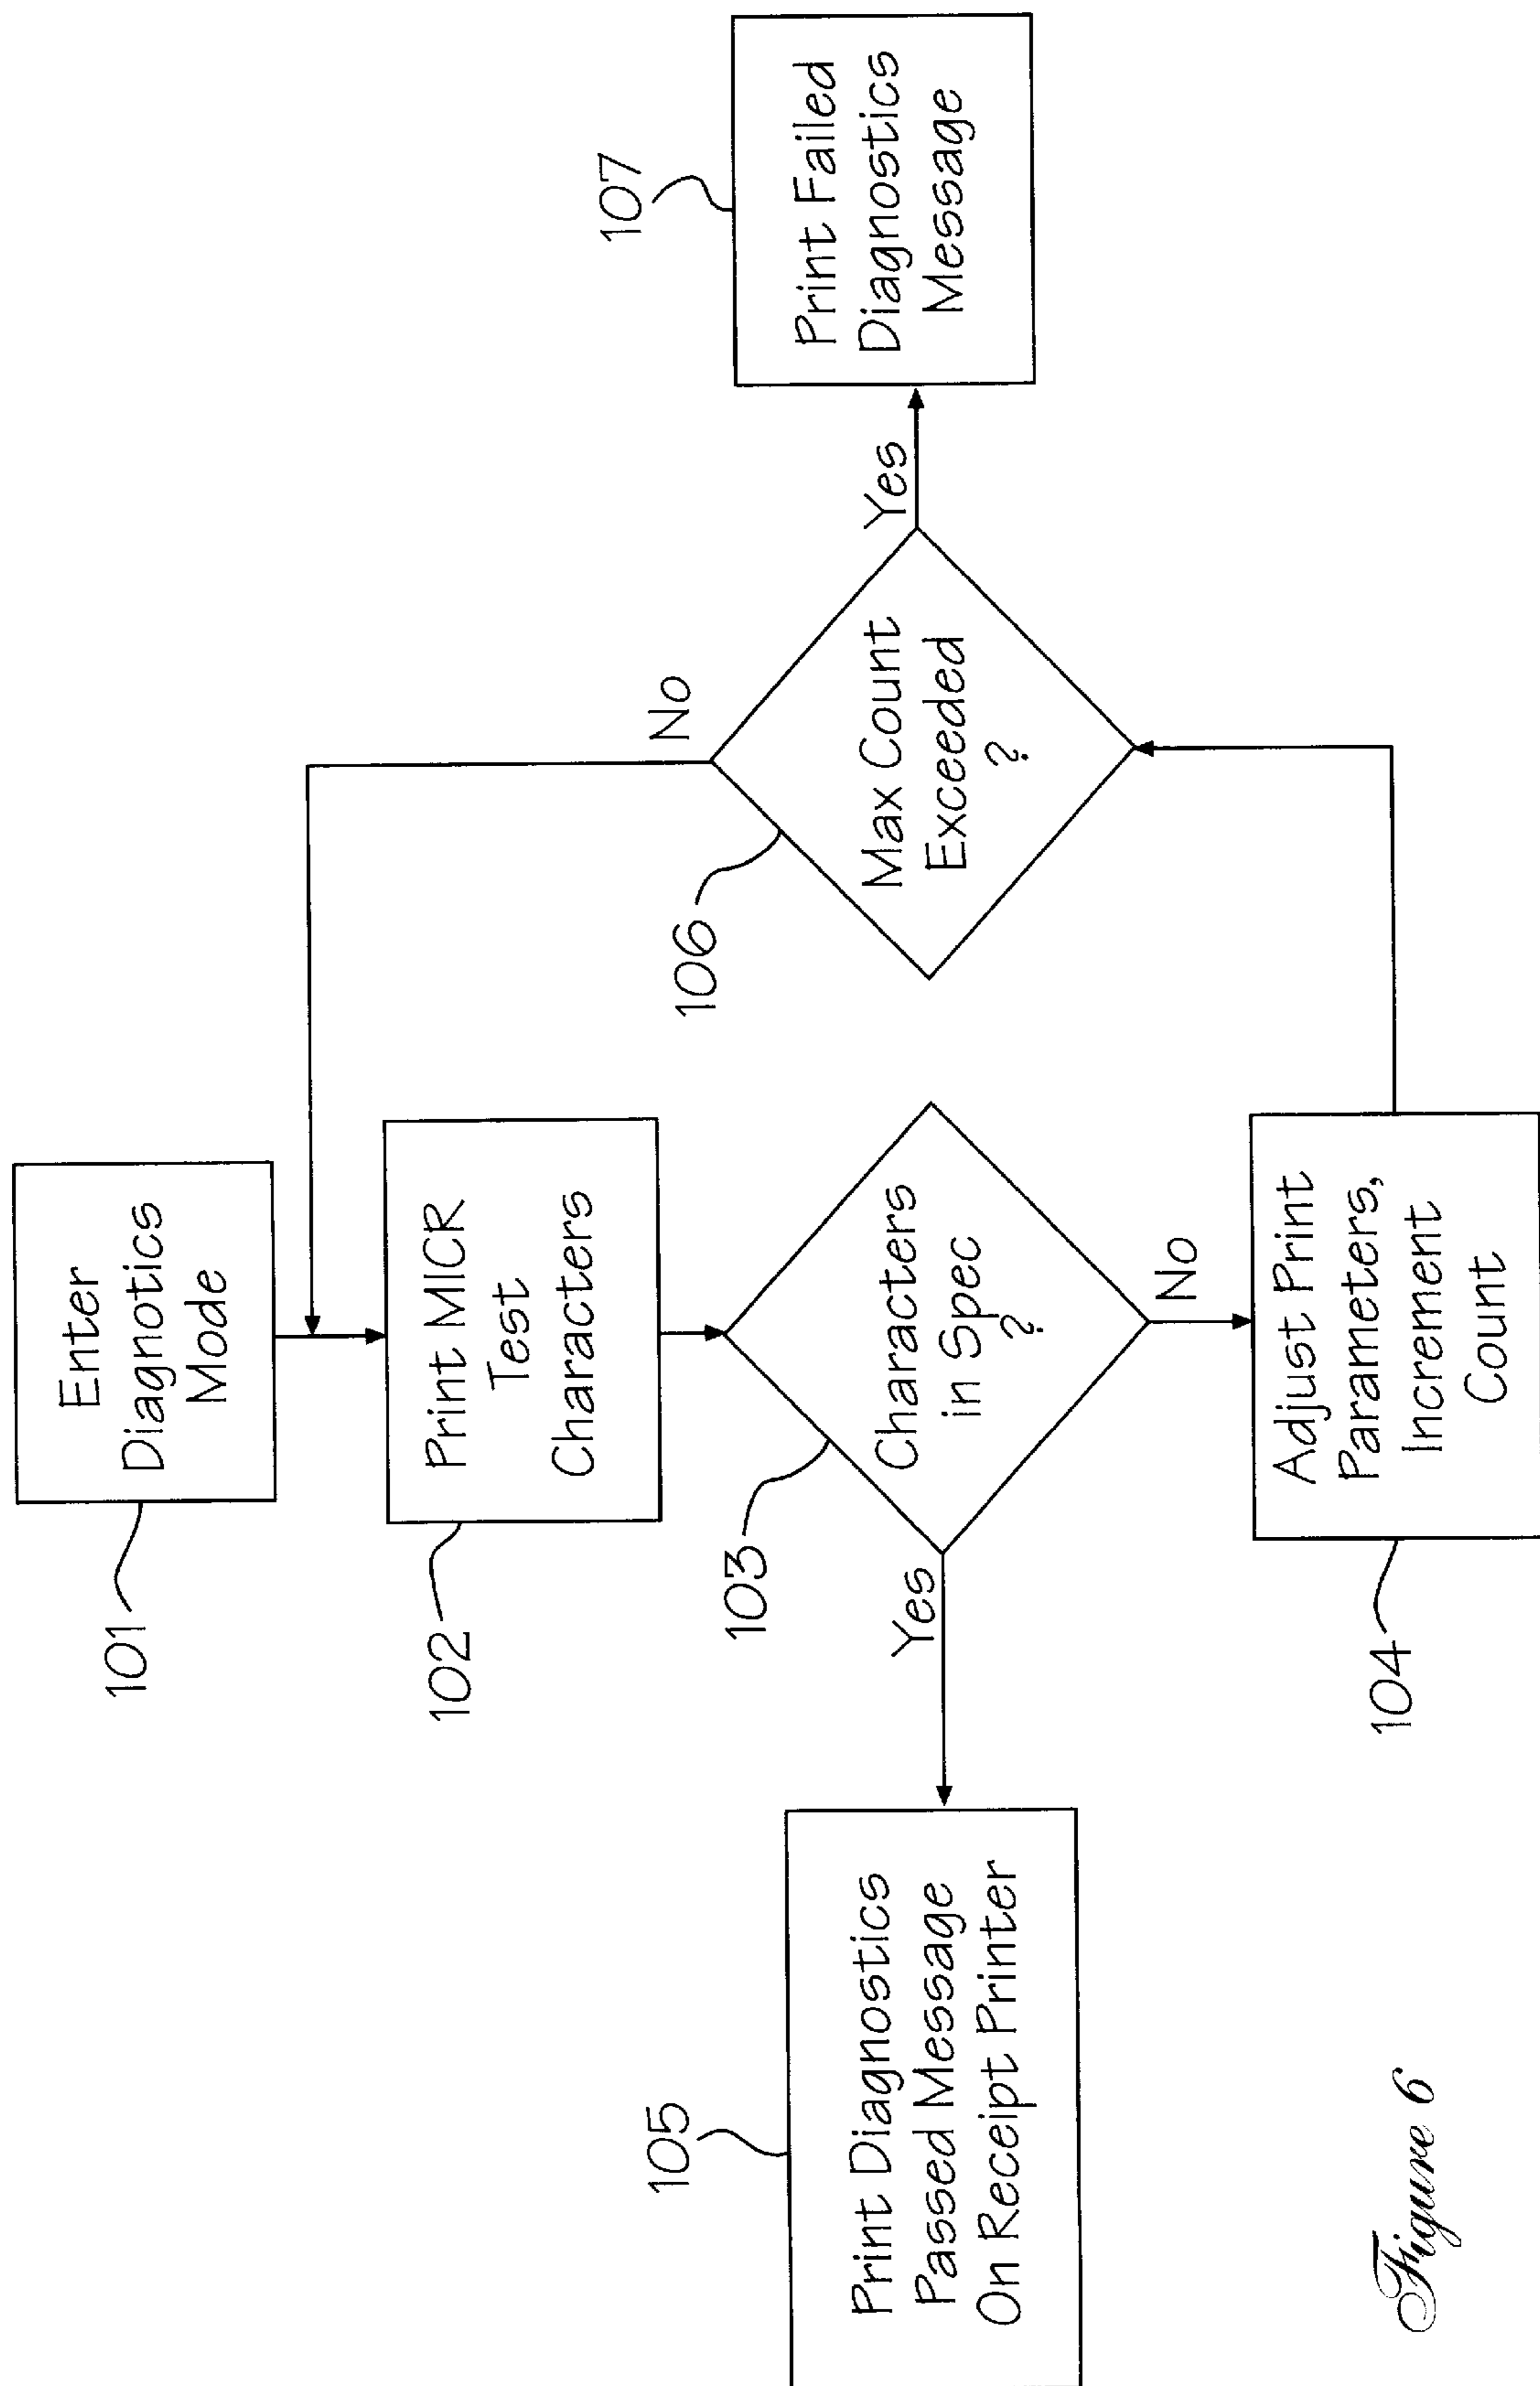 101
Enter
Diagnotics
Mode
102
Print MICR
Test
Characters
103
Characters
in Spec
?
Yes
No
105
Print Diagnostics
Passed Message
On Receipt Printer
104
Adjust Print
Parameters,
Increment
Count
106
Max Count
Exceeded
?
No
Yes
107
Print Failed
Diagnostics
Message
Figure 6